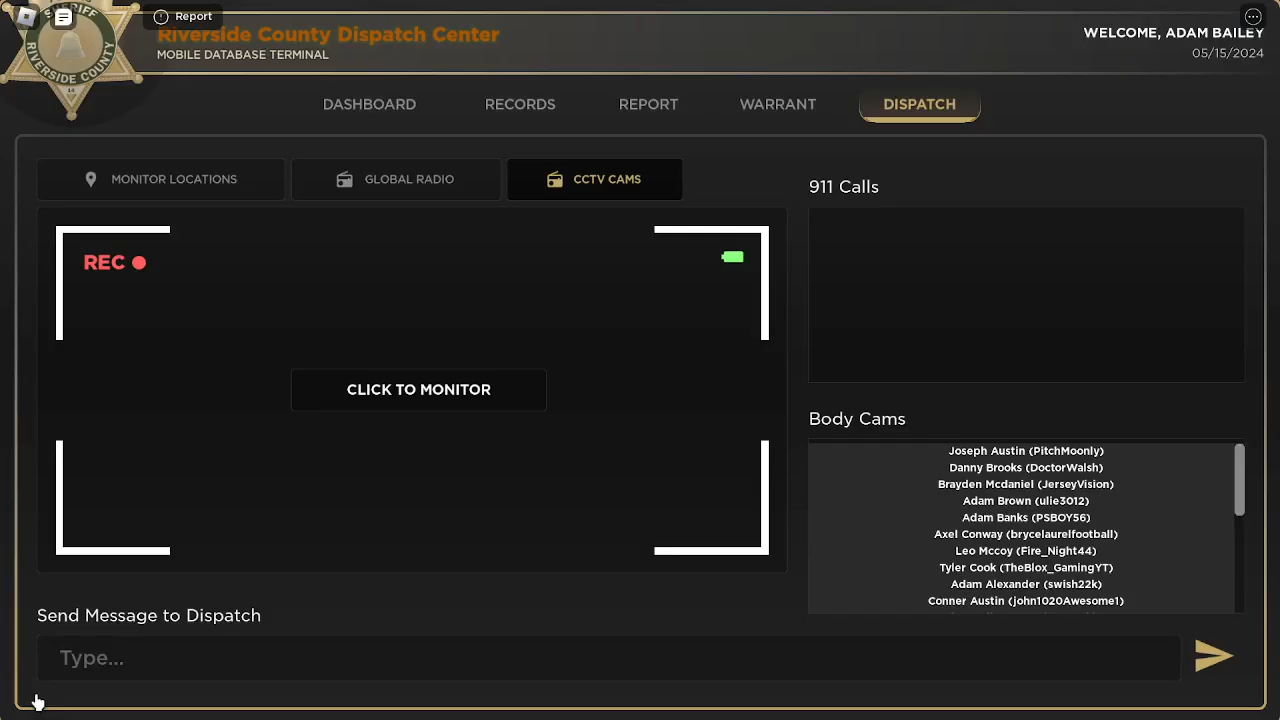 SHERIFF
RIVERSIDE COUNTY
Report
Riverside County Dispatch Center
MOBILE DATABASE TERMINAL
WELCOME, ADAM BAILEY
05/15/2024
DASHBOARD
RECORDS
REPORT
WARRANT
DISPATCH
MONITOR LOCATIONS
GLOBAL RADIO
CCTV CAMS
REC
CLICK TO MONITOR
911 Calls
Body Cams
Joseph Austin (PitchMoonly)
Danny Brooks (DoctorWalsh)
Brayden Mcdaniel (JerseyVision)
Adam Brown (ulie3012)
Adam Banks (PSBOY56)
Axel Conway (brycelaurelfootball)
Leo Mccoy (Fire_Night44)
Tyler Cook (TheBlox_GamingYT)
Adam Alexander (swish22k)
Conner Austin (john1020Awesome1)
Send Message to Dispatch
Type...